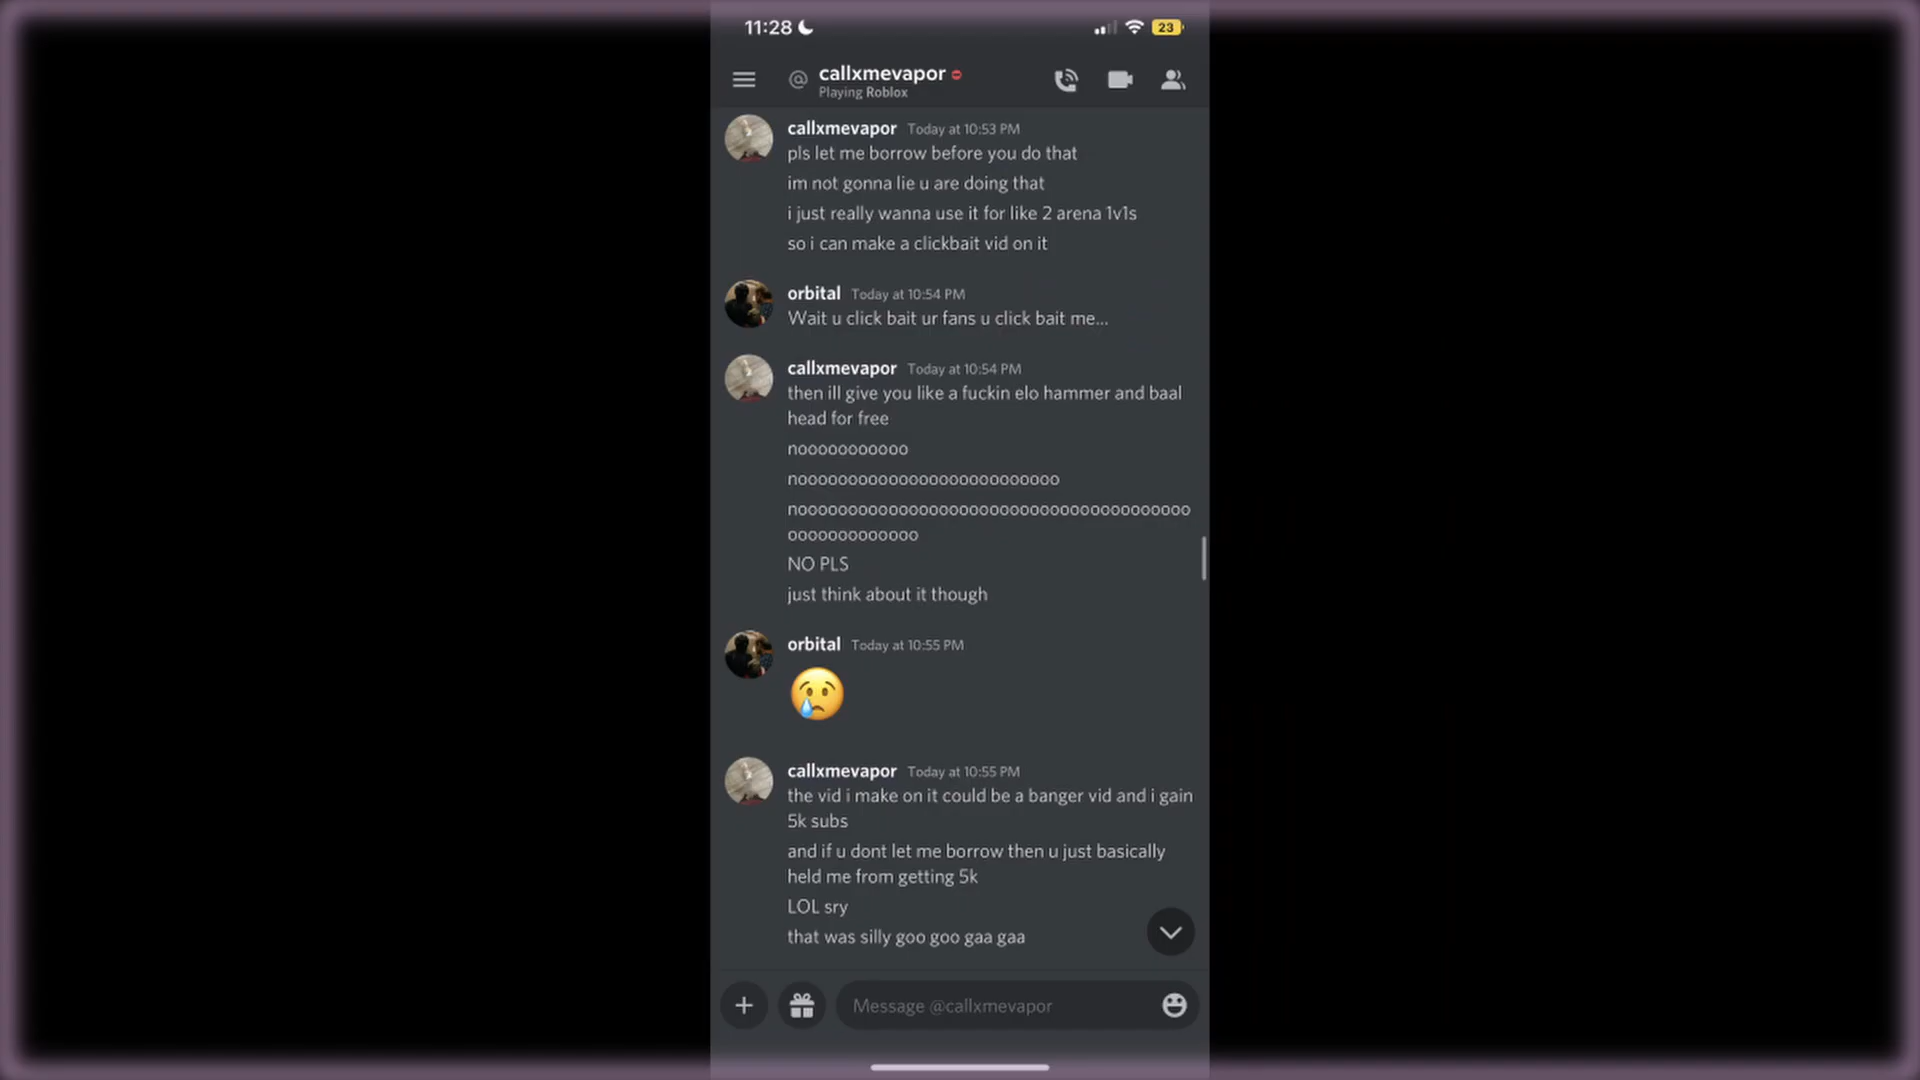 11:28
23
callxmevapor
Playing Roblox
callxmevapor Today at 10:53 PM
pls let me borrow before you do that
im not gonna lie u are doing that
i just really wanna use it for like 2 arena 1v1s
so i can make a clickbait vid on it
orbital Today at 10:54 PM
Wait u click bait ur fans u click bait me...
callxmevapor Today at 10:54 PM
then ill give you like a fuckin elo hammer and baal
head for free
nooooooooooo
noooooooooooooooooooooooooo
nooooooooooooooooooooooooooooooooooooooo
ooooooooooooo
NO PLS
just think about it though
orbital Today at 10:55 PM
callxmevapor Today at 10:55 PM
the vid i make on it could be a banger vid and i gain
5k subs
and if u dont let me borrow then u just basically
held me from getting 5k
LOL sry
that was silly goo goo gaa gaa
Message @callxmevapor